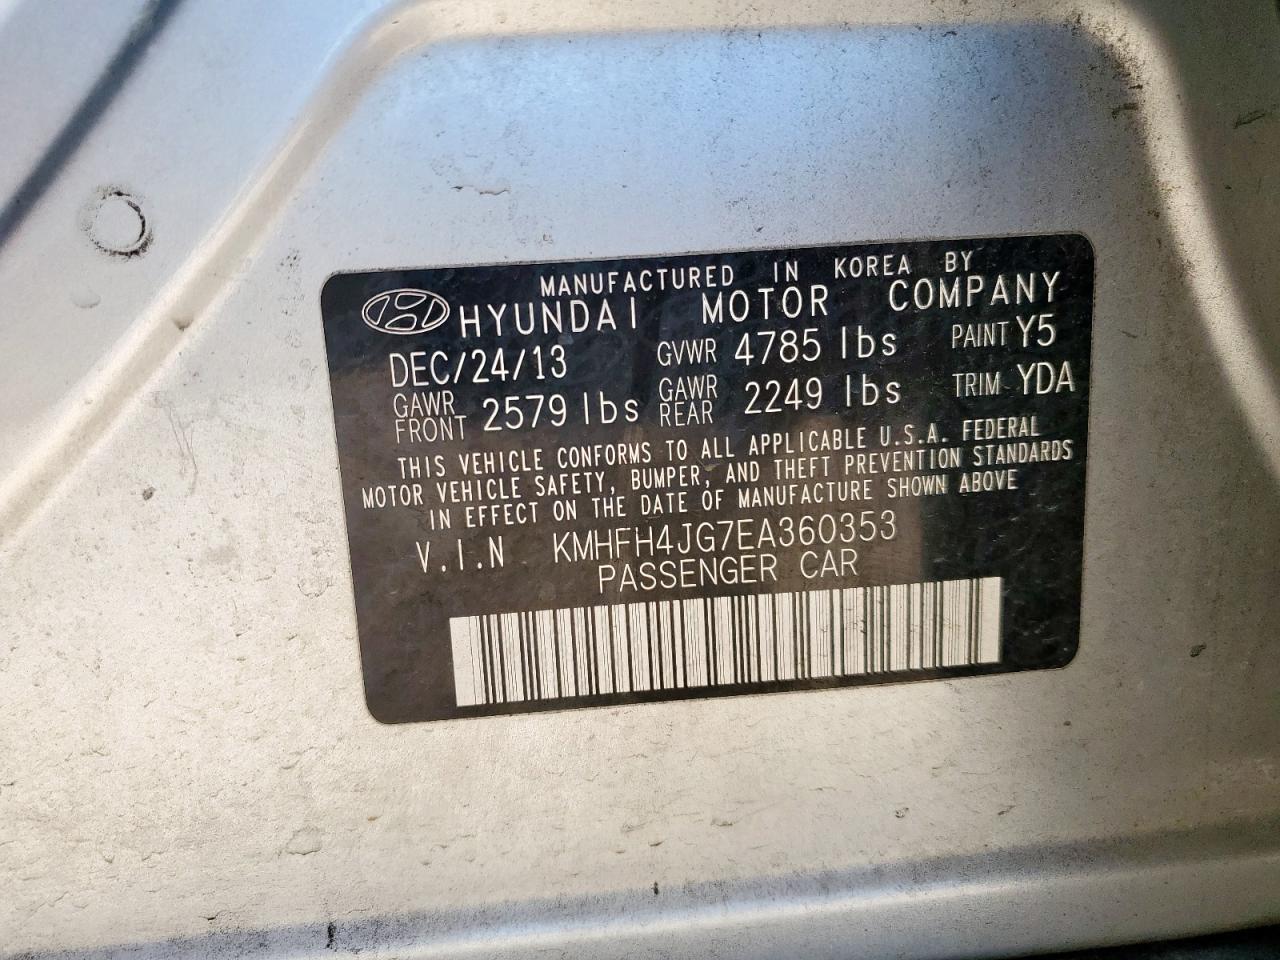 MANUFACTURED IN KOREA BY
HYUNDAI MOTOR COMPANY
DEC/24/13 GVWR 4785 lbs PAINT Y5
GAWR FRONT 2579 lbs GAWR REAR 2249 lbs TRIM YDA
THIS VEHICLE CONFORMS TO ALL APPLICABLE U.S.A. FEDERAL
MOTOR VEHICLE SAFETY, BUMPER, AND THEFT PREVENTION STANDARDS
IN EFFECT ON THE DATE OF MANUFACTURE SHOWN ABOVE
V.I.N KMHFH4JG7EA360353
PASSENGER CAR